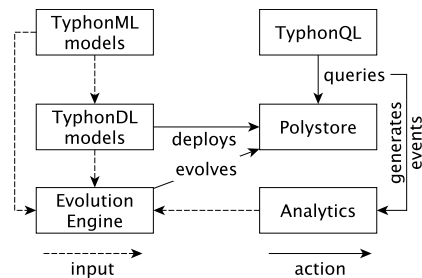 TyphonML
models
TyphonQL
queries
TyphonDL
models
deploys
Polystore
generates
events
evolves
Evolution
Engine
Analytics
input
action